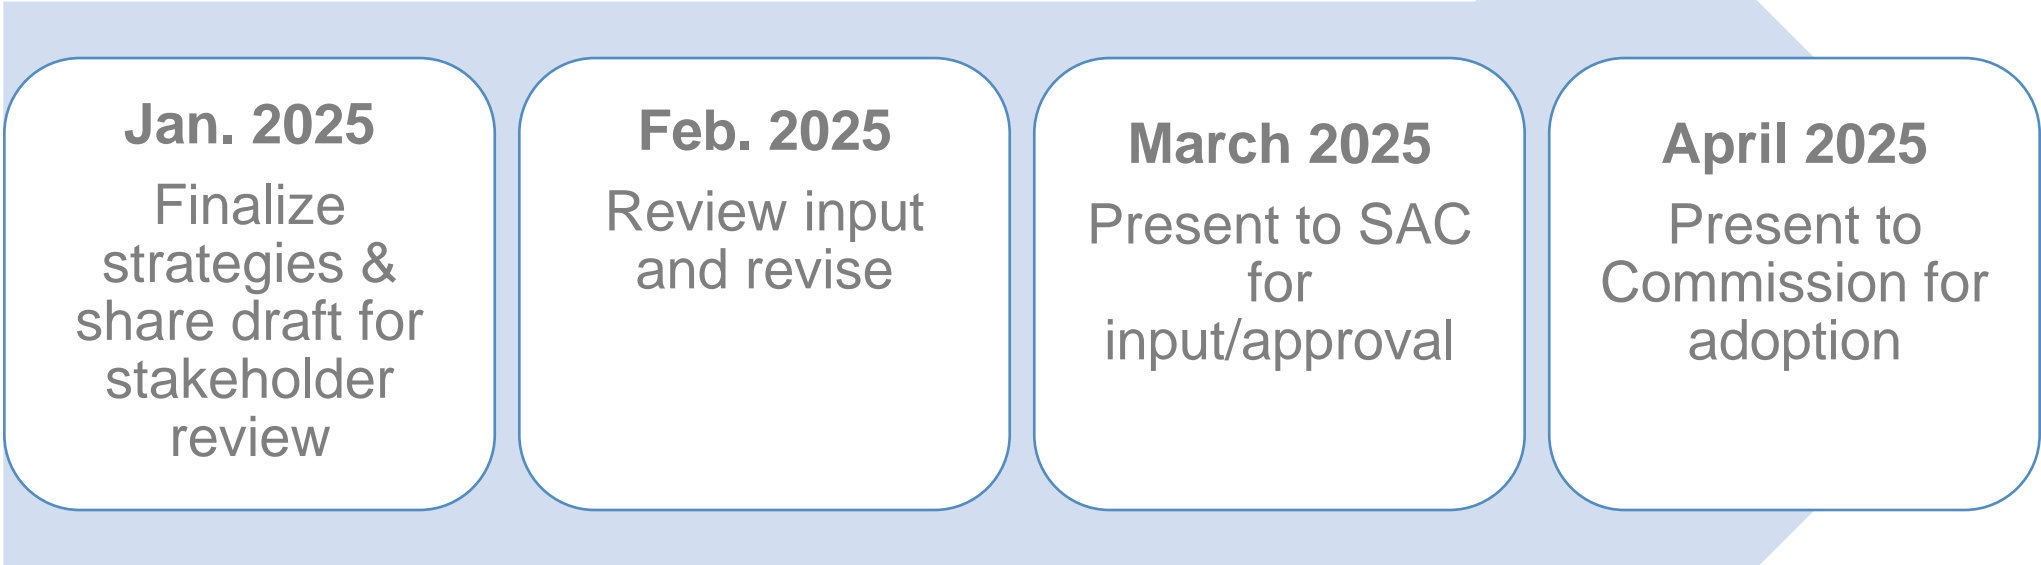 Jan. 2025
Finalize
strategies &
share draft for
stakeholder
review
Feb. 2025
Review input
and revise
March 2025
Present to SAC
for
input/approval
April 2025
Present to
Commission for
adoption